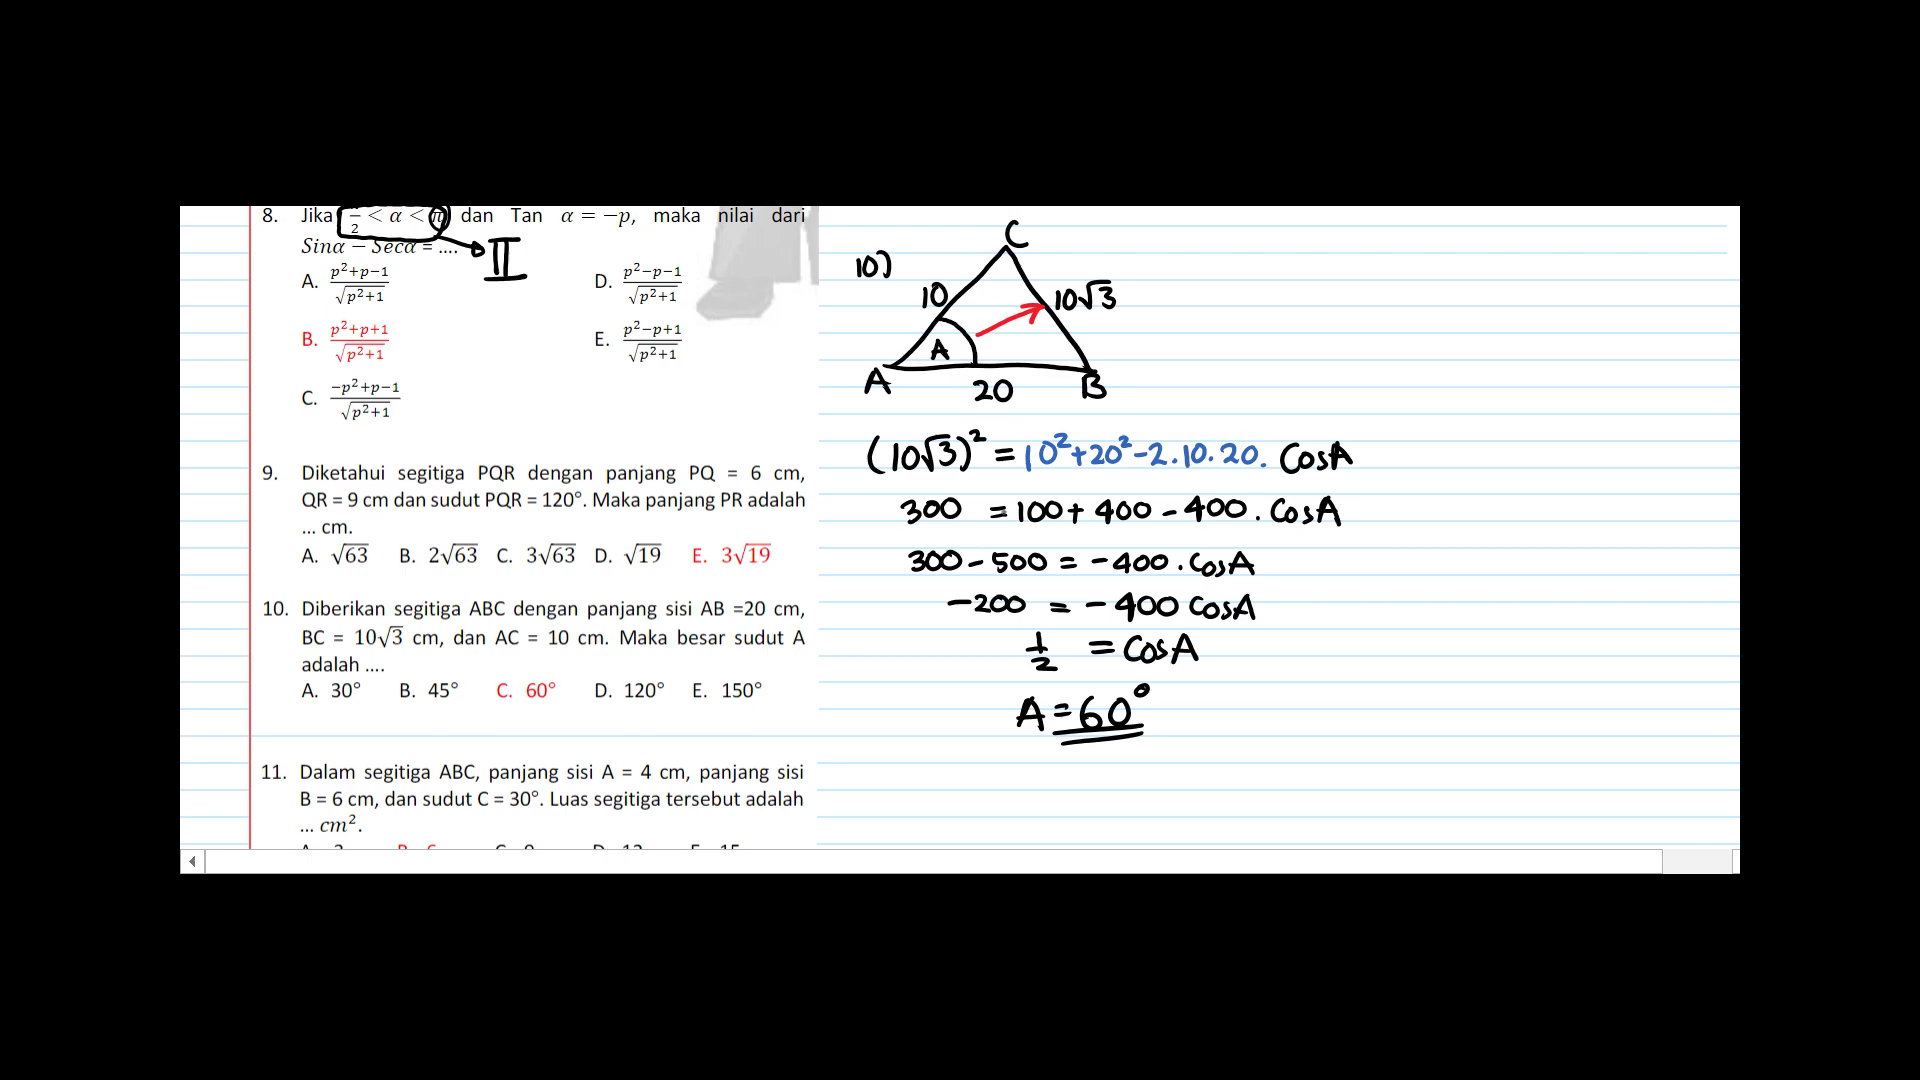 8. Jika π/2 < α < π dan Tan α = −p, maka nilai dari
Sinα − Secα = ....
II
A. (p²+p−1)/√(p²+1) D. (p²−p−1)/√(p²+1)
B. (p²+p+1)/√(p²+1) E. (p²−p+1)/√(p²+1)
C. (−p²+p−1)/√(p²+1)
9. Diketahui segitiga PQR dengan panjang PQ = 6 cm,
QR = 9 cm dan sudut PQR = 120°. Maka panjang PR adalah
... cm.
A. √63 B. 2√63 C. 3√63 D. √19 E. 3√19
10. Diberikan segitiga ABC dengan panjang sisi AB =20 cm,
BC = 10√3 cm, dan AC = 10 cm. Maka besar sudut A
adalah ....
A. 30° B. 45° C. 60° D. 120° E. 150°
11. Dalam segitiga ABC, panjang sisi A = 4 cm, panjang sisi
B = 6 cm, dan sudut C = 30°. Luas segitiga tersebut adalah
... cm².
10)
C
10
10√3
A
A
20
B
(10√3)² = 10²+20²-2.10.20. CosA
300 = 100+ 400 - 400 . CosA
300 - 500 = -400 . CosA
-200 = - 400 CosA
1/2 = CosA
A = 60°